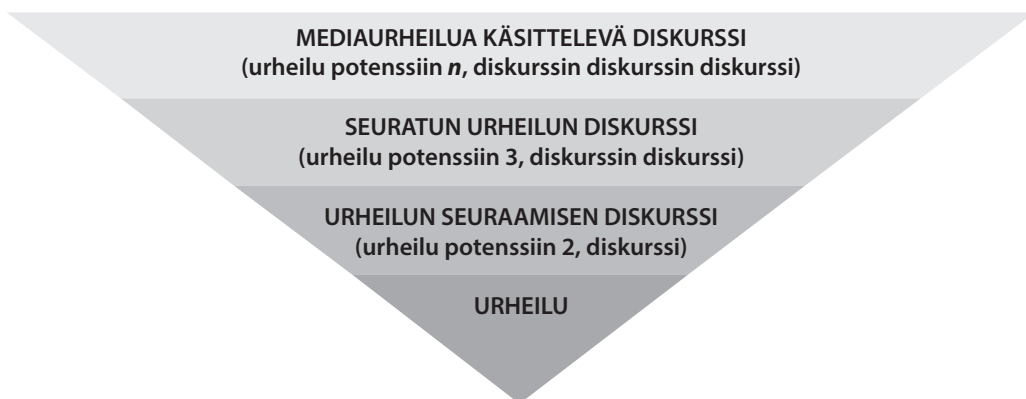 MEDIAURHEILUA KÄSITTELEVÄ DISKURSSI
(urheilu potenssiin n, diskurssin diskurssin diskurssi)
SEURATUN URHEILUN DISKURSSI
(urheilu potenssiin 3, diskurssin diskurssi)
URHEILUN SEURAAMISEN DISKURSSI
(urheilu potenssiin 2, diskurssi)
URHEILU